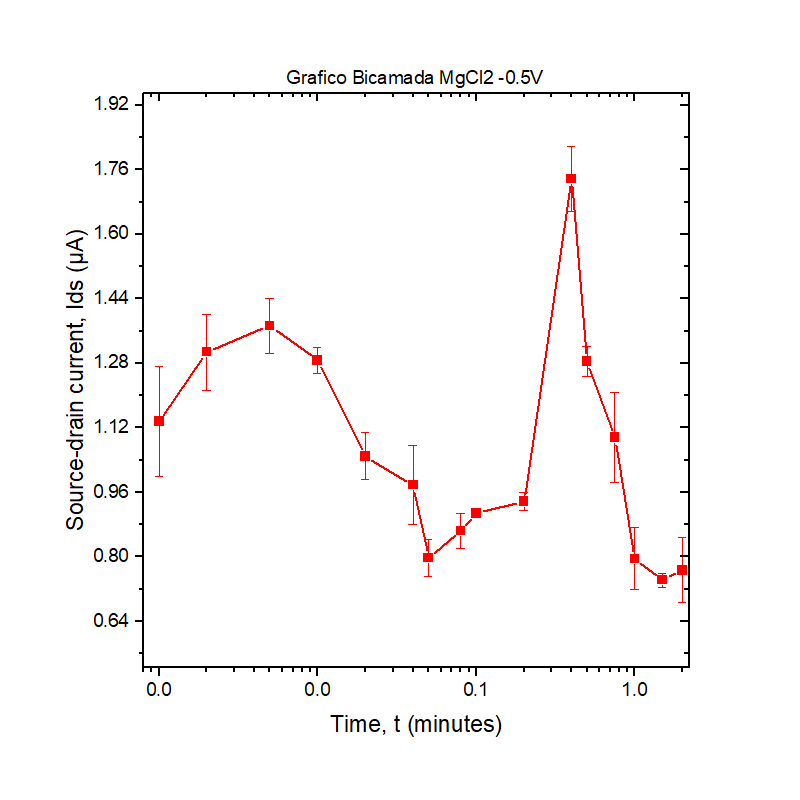 Grafico Bicamada MgCl2 -0.5V
1.92
1.76
1.60
1.44
1.28
1.12
0.96
0.80
0.64
Source-drain current, Ids (μA)
0.0 0.0 0.1 1.0
Time, t (minutes)